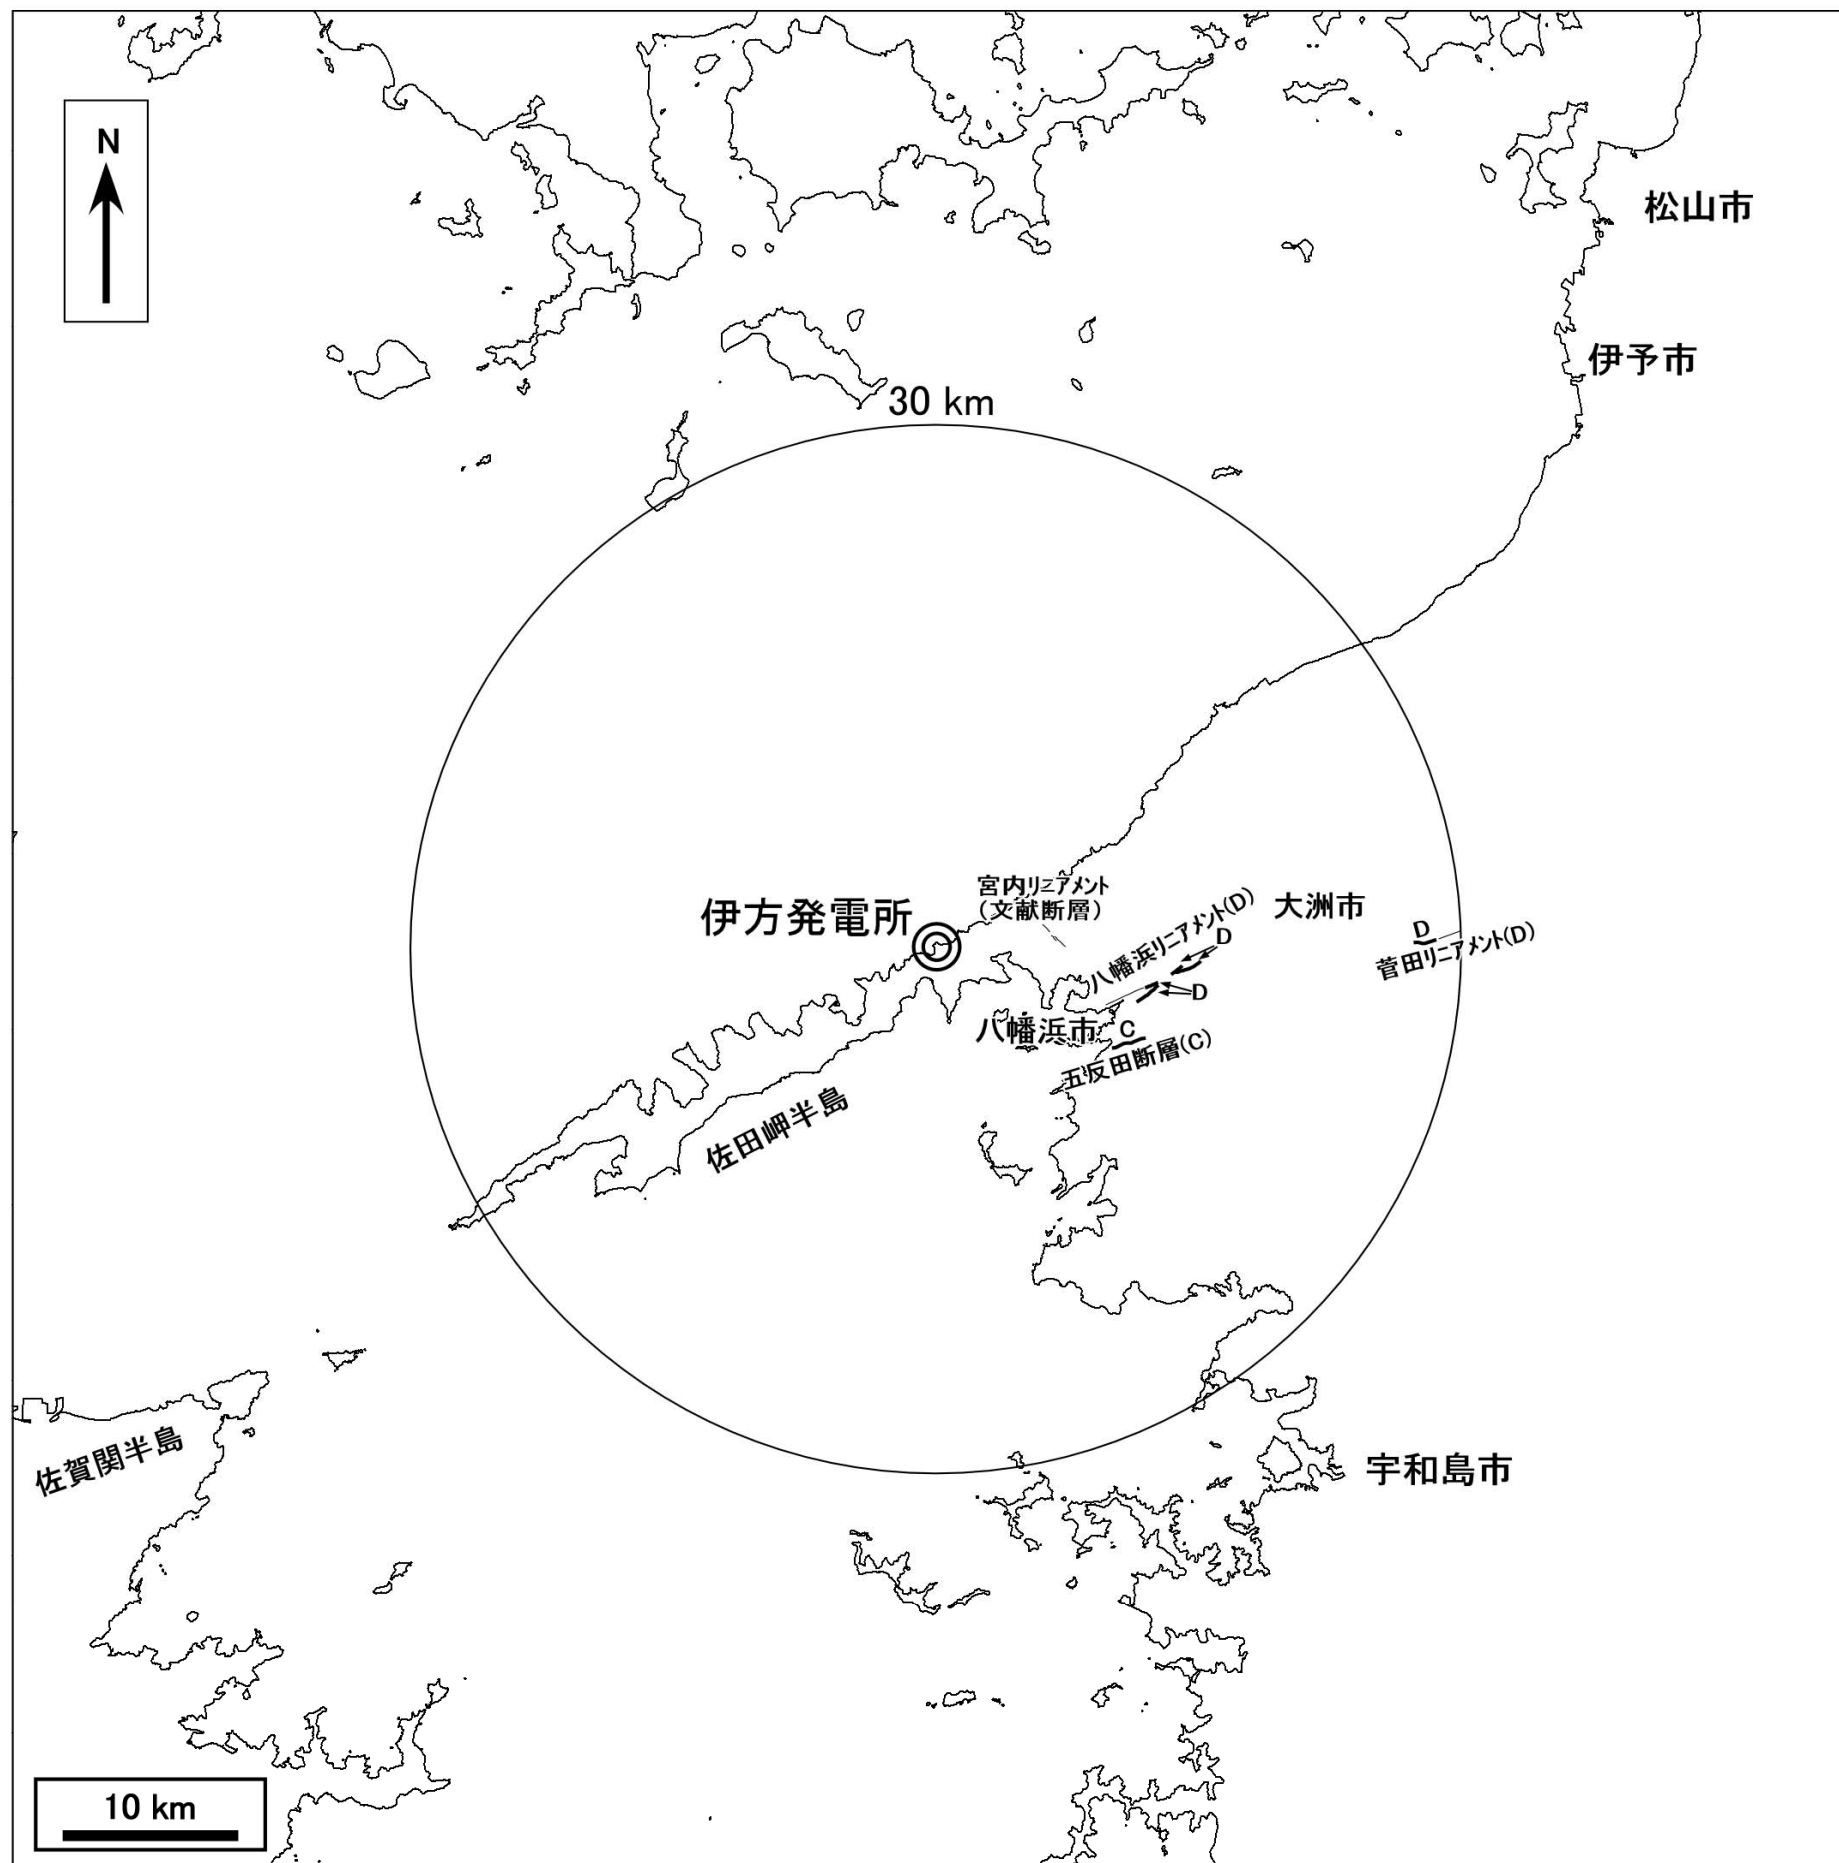 N
松山市
伊予市
30 km
宮内リニアメント
（文献断層）
伊方発電所
八幡浜リニアメント(D)
大洲市
D
D
菅田リニアメント(D)
D
八幡浜市
C
五反田断層(C)
佐田岬半島
佐賀関半島
宇和島市
10 km